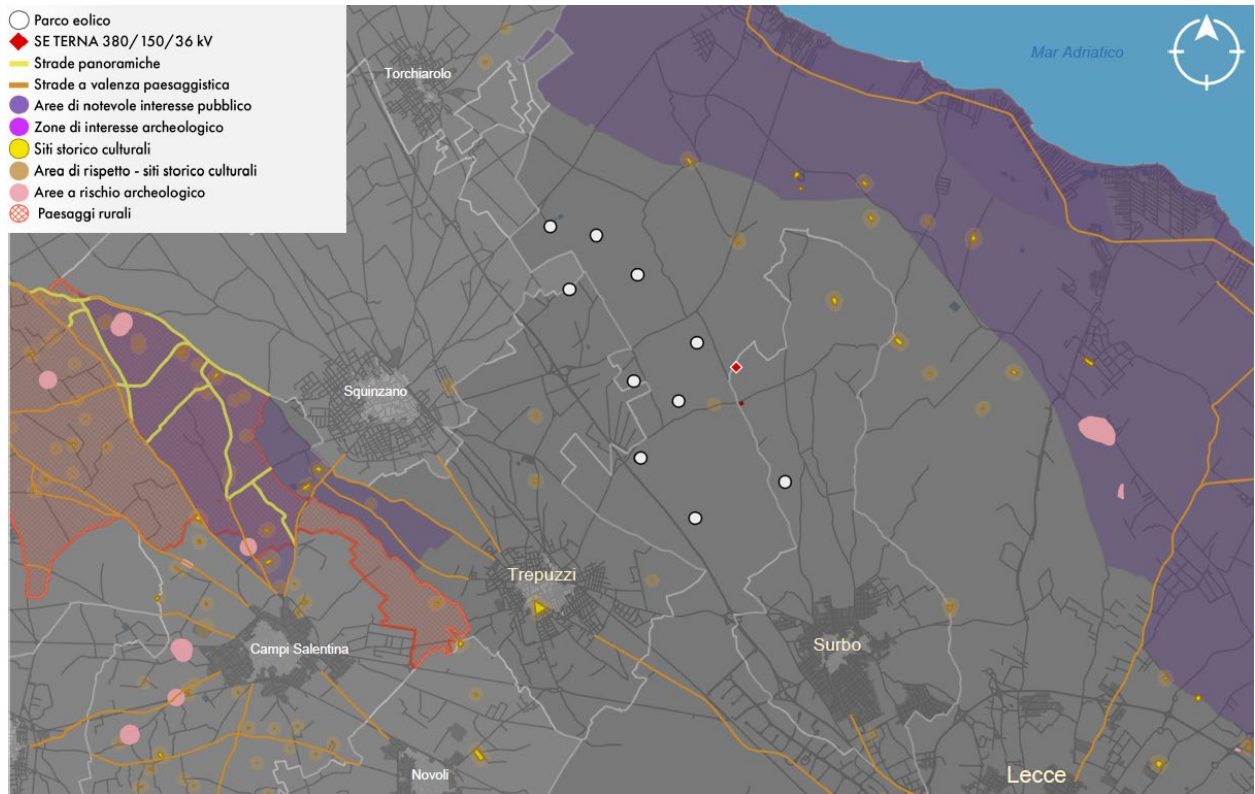 Parco eolico
SE TERNA 380/150/36 kV
Strade panoramiche
Strade a valenza paesaggistica
Aree di notevole interesse pubblico
Zone di interesse archeologico
Siti storico culturali
Area di rispetto - siti storico culturali
Aree a rischio archeologico
Paesaggi rurali
Mar Adriatico
Torchiarolo
Squinzano
Trepuzzi
Surbo
Campi Salentina
Novoli
Lecce